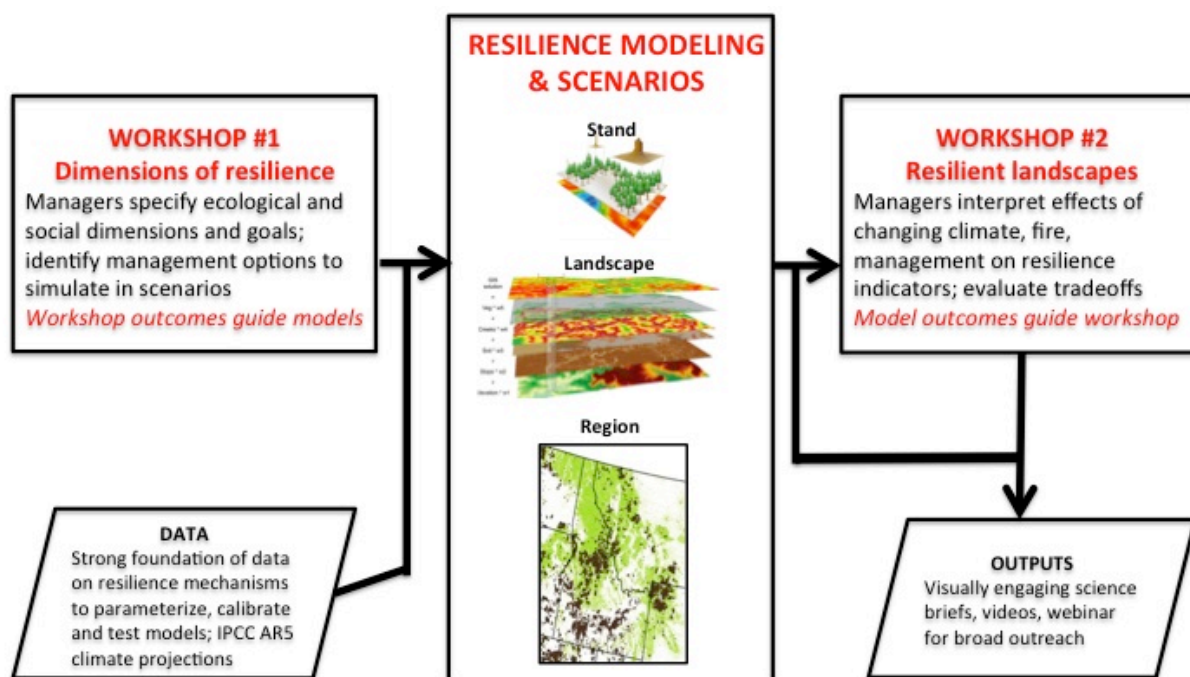 WORKSHOP #1
Dimensions of resilience
Managers specify ecological and
social dimensions and goals;
identify management options to
simulate in scenarios
Workshop outcomes guide models
DATA
Strong foundation of data
on resilience mechanisms
to parameterize, calibrate
and test models; IPCC AR5
climate projections
RESILIENCE MODELING
& SCENARIOS
Stand
Landscape
Region
WORKSHOP #2
Resilient landscapes
Managers interpret effects of
changing climate, fire,
management on resilience
indicators; evaluate tradeoffs
Model outcomes guide workshop
OUTPUTS
Visually engaging science
briefs, videos, webinar
for broad outreach